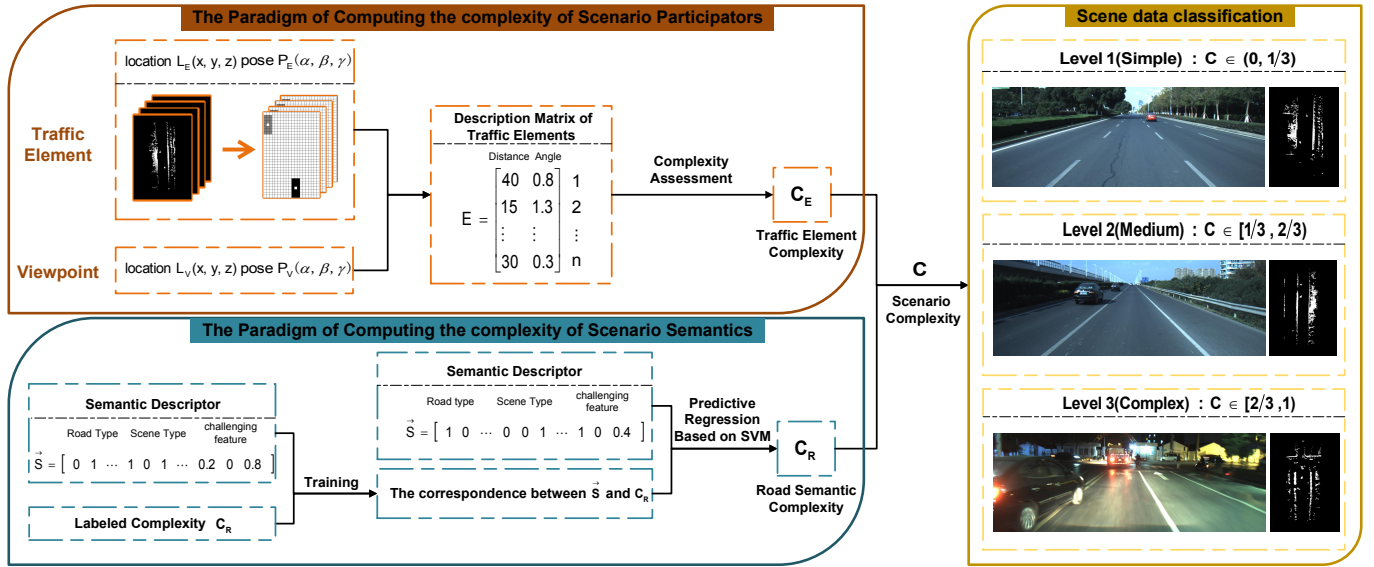 The Paradigm of Computing the complexity of Scenario Participators
Traffic
Element
location L_E(x, y, z) pose P_E(α, β, γ)
Viewpoint
location L_V(x, y, z) pose P_V(α, β, γ)
Description Matrix of
Traffic Elements
Distance Angle
40 0.8 1
15 1.3 2
E =
⋮ ⋮ ⋮
30 0.3 n
Complexity
Assessment
C_E
Traffic Element
Complexity
The Paradigm of Computing the complexity of Scenario Semantics
Semantic Descriptor
Road Type Scene Type challenging
feature
S⃗ = [ 0 1 ⋯ 1 0 1 ⋯ 0.2 0 0.8 ]
Labeled Complexity C_R
Training
Semantic Descriptor
Road type Scene Type challenging
feature
S⃗ = [ 1 0 ⋯ 0 0 1 ⋯ 1 0 0.4 ]
The correspondence between S⃗ and C_R
Predictive
Regression
Based on SVM
C_R
Road Semantic
Complexity
C
Scenario
Complexity
Scene data classification
Level 1(Simple) : C ∈ (0, 1/3)
Level 2(Medium) : C ∈ [1/3 , 2/3)
Level 3(Complex) : C ∈ [2/3 ,1)